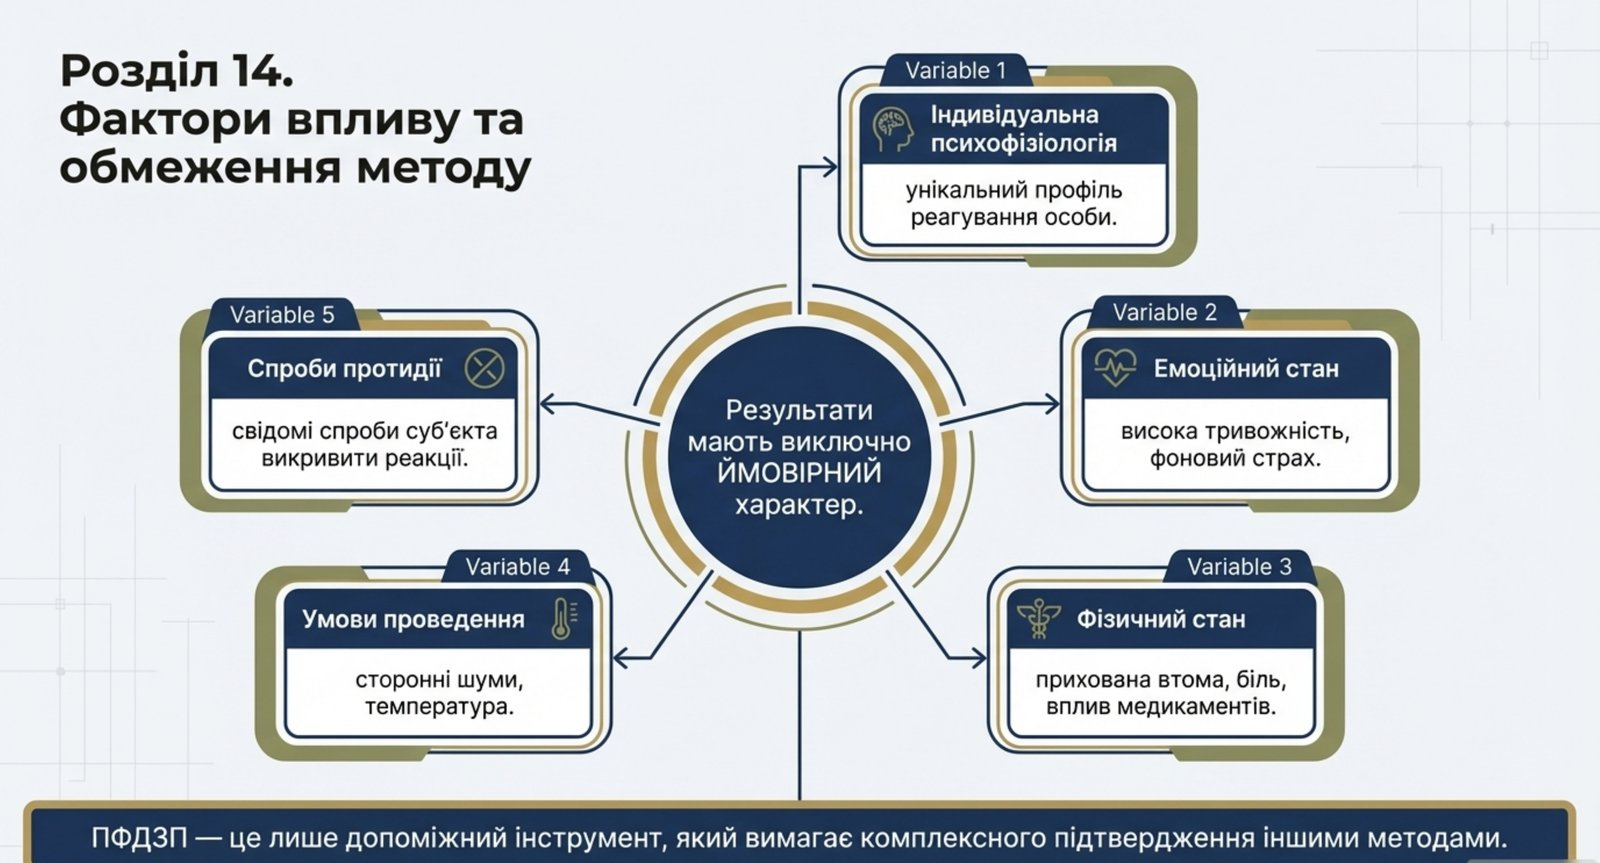 Розділ 14.
Фактори впливу та
обмеження методу
Variable 1
Індивідуальна
психофізіологія
унікальний профіль
реагування особи.
Variable 5
Спроби протидії
свідомі спроби суб’єкта
викривити реакції.
Variable 2
Емоційний стан
висока тривожність,
фоновий страх.
Результати
мають виключно
ЙМОВІРНИЙ
характер.
Variable 4
Умови проведення
сторонні шуми,
температура.
Variable 3
Фізичний стан
прихована втома, біль,
вплив медикаментів.
ПФДЗП — це лише допоміжний інструмент, який вимагає комплексного підтвердження іншими методами.